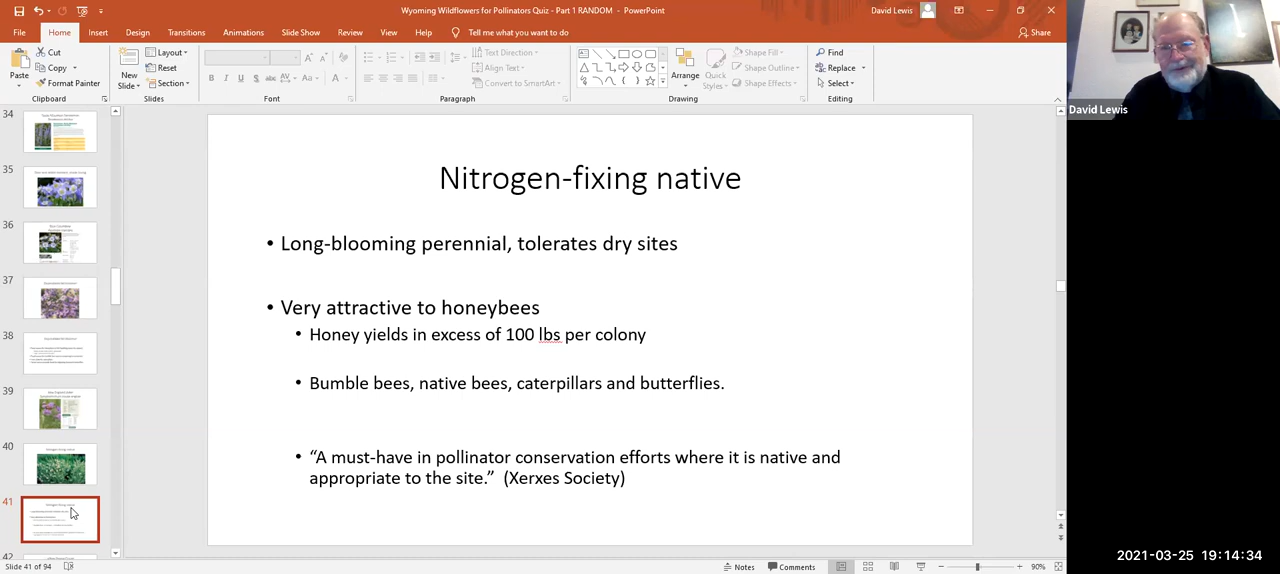 Wyoming Wildflowers for Pollinators Quiz - Part 1 RANDOM - PowerPoint
David Lewis
File Home Insert Design Transitions Animations Slide Show Review View Help Tell me what you want to do Share
Paste
Cut
Copy
Format Painter
Clipboard
New Slide
Layout
Reset
Section
Slides
Font
Text Direction
Align Text
Convert to SmartArt
Paragraph
Arrange
Quick Styles
Shape Fill
Shape Outline
Shape Effects
Drawing
Find
Replace
Select
Editing
David Lewis
34
35
36
37
38
39
40
41
42
Nitrogen-fixing native
• Long-blooming perennial, tolerates dry sites
• Very attractive to honeybees
• Honey yields in excess of 100 lbs per colony
• Bumble bees, native bees, caterpillars and butterflies.
• “A must-have in pollinator conservation efforts where it is native and
appropriate to the site.” (Xerxes Society)
Slide 41 of 94
Notes
Comments
90%
2021-03-25 19:14:34